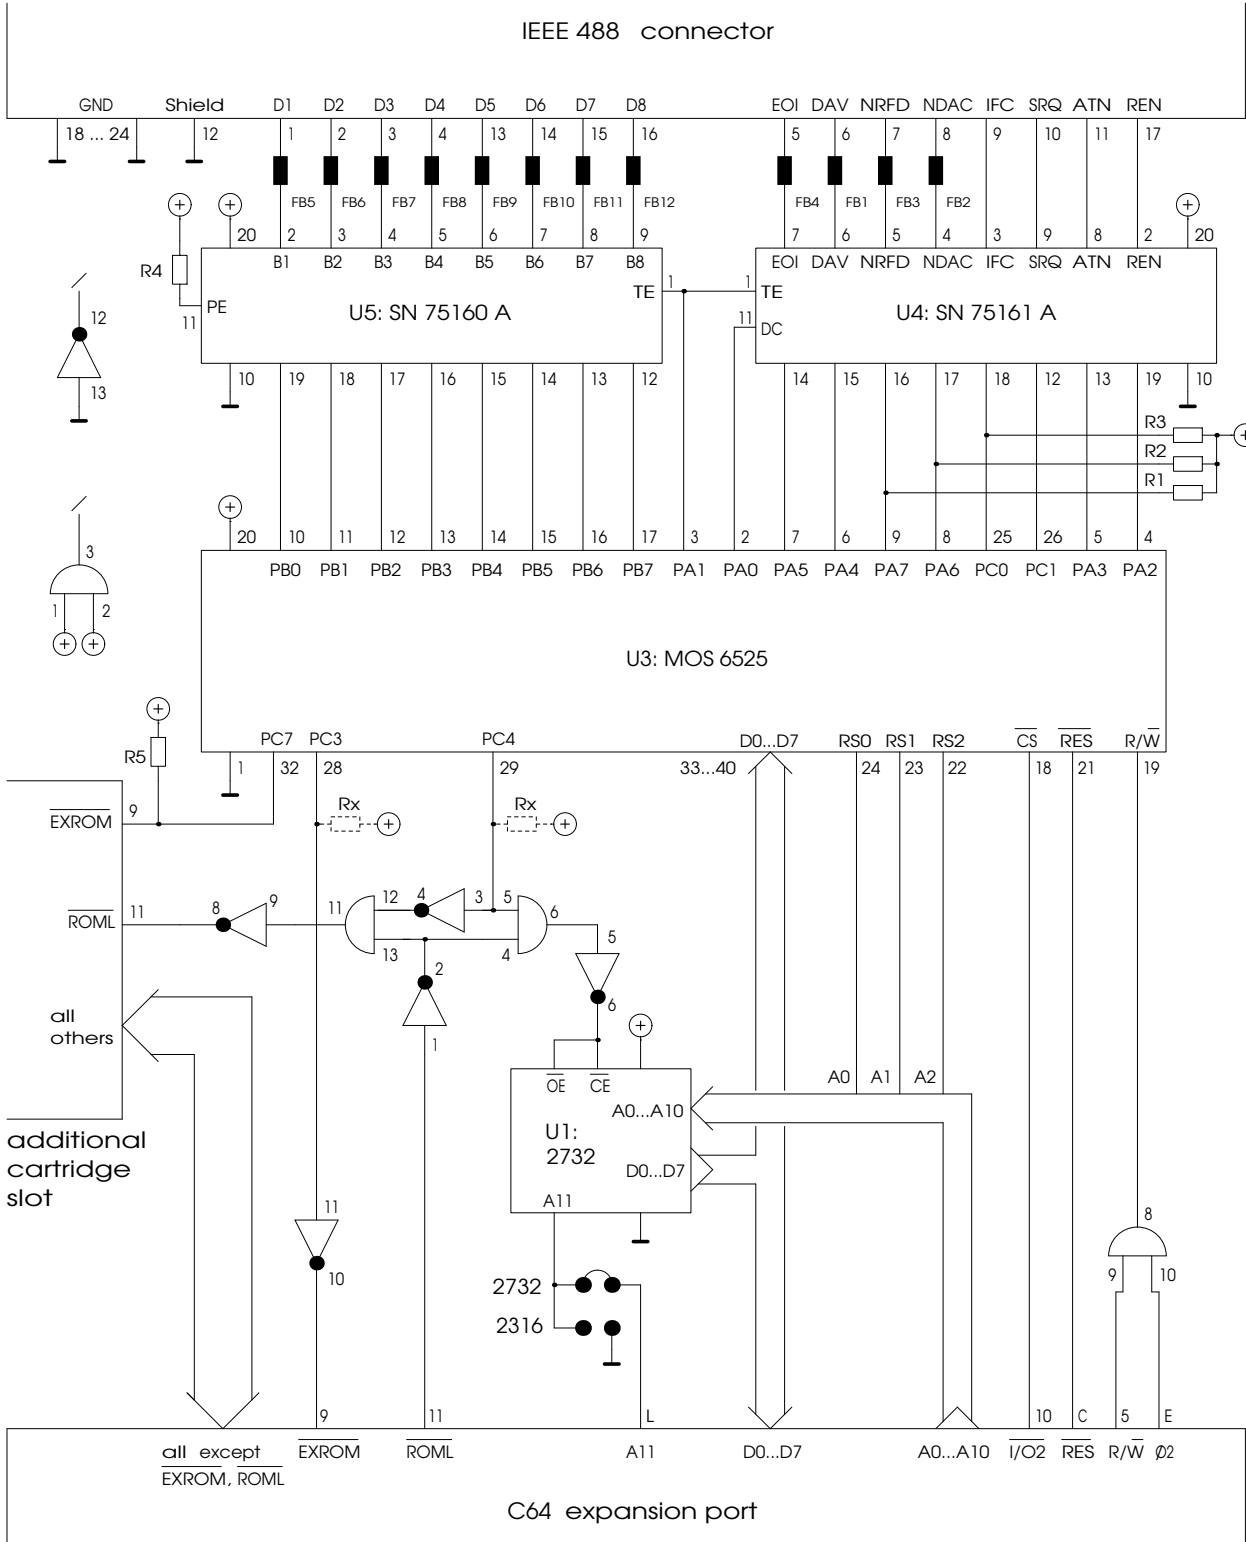 IEEE 488 connector
GND Shield D1 D2 D3 D4 D5 D6 D7 D8 EOI DAV NRFD NDAC IFC SRQ ATN REN
18 ... 24 12 1 2 3 4 13 14 15 16 5 6 7 8 9 10 11 17
FB5 FB6 FB7 FB8 FB9 FB10 FB11 FB12 FB4 FB1 FB3 FB2
20 2 3 4 5 6 7 8 9 7 6 5 4 3 9 8 2 20
B1 B2 B3 B4 B5 B6 B7 B8 EOI DAV NRFD NDAC IFC SRQ ATN REN
R4
TE 1 1 TE
PE U5: SN 75160 A U4: SN 75161 A
11 11 DC
12
13
10 19 18 17 16 15 14 13 12 14 15 16 17 18 12 13 19 10
R3
R2
R1
20 10 11 12 13 14 15 16 17 3 2 7 6 9 8 25 26 5 4
3
PB0 PB1 PB2 PB3 PB4 PB5 PB6 PB7 PA1 PA0 PA5 PA4 PA7 PA6 PC0 PC1 PA3 PA2
1 2
U3: MOS 6525
PC7 PC3 PC4 D0...D7 RS0 RS1 RS2 CS RES R/W
R5
1 32 28 29 33...40 24 23 22 18 21 19
9
EXROM
Rx Rx
8 9 11 12 4 3 5 6
ROML 11
13 4 5
2
6
all
others
1
OE CE
A0 A1 A2
A0...A10
U1:
2732
D0...D7
A11
additional
cartridge
slot
11
10
8
9 10
2732
2316
9 11 L 10 C 5 E
all except
EXROM, ROML
EXROM ROML A11 D0...D7 A0...A10 I/O2 RES R/W Ø2
C64 expansion port